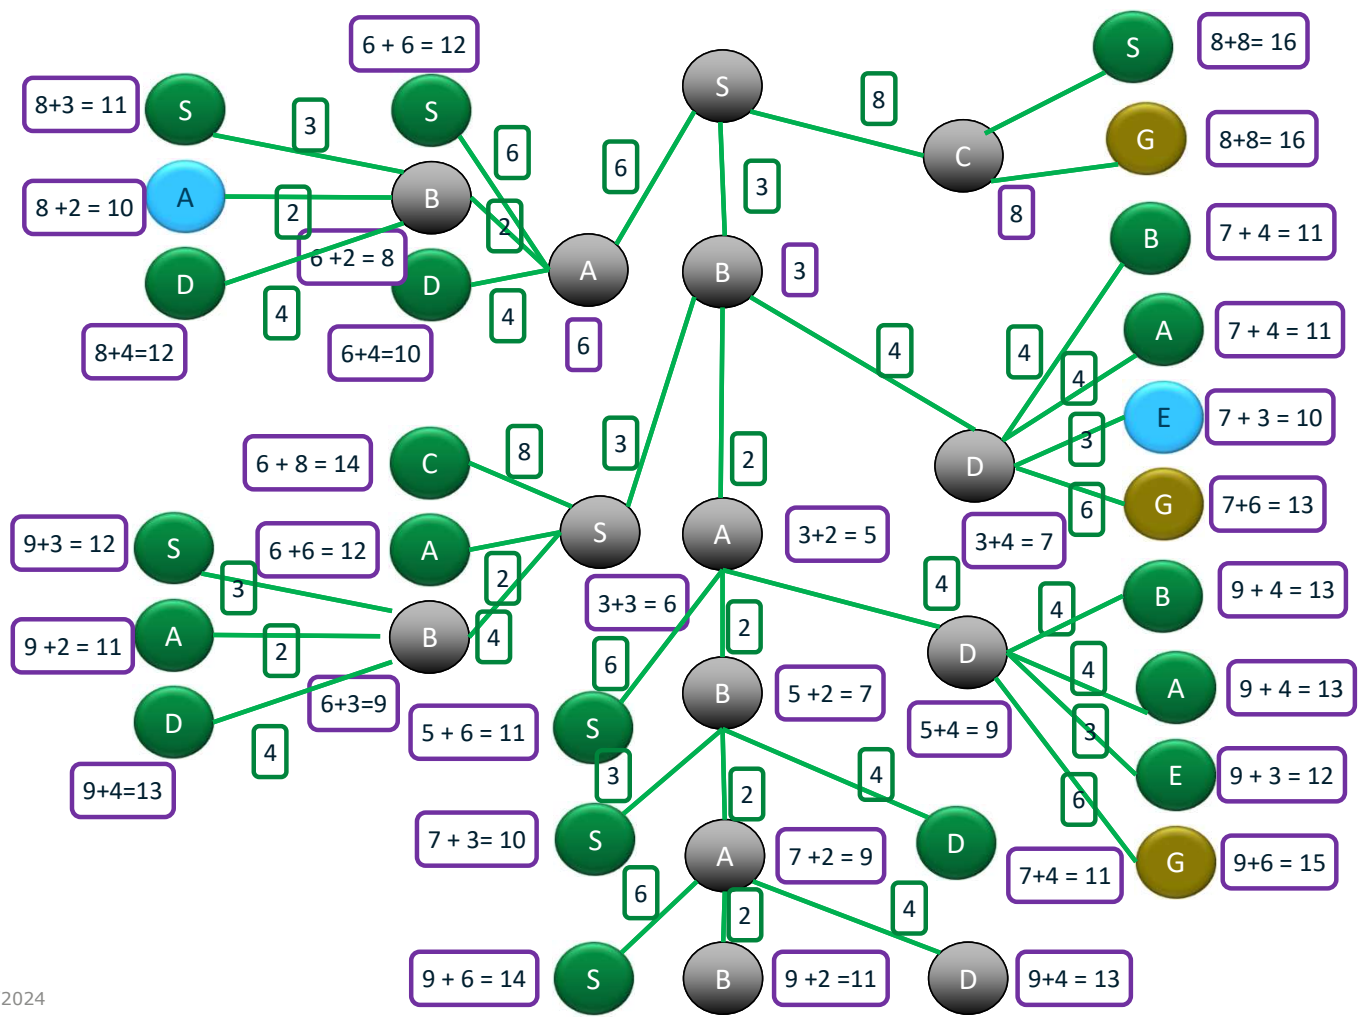 6 + 6 = 12
S
8+8= 16
8+3 = 11
S
3
S
S
8
6
6
C
G
8+8= 16
8 +2 = 10
A
2
B
2
3
8
B
7 + 4 = 11
6 +2 = 8
D
D
A
B
3
4
4
6
4
4
4
A
7 + 4 = 11
8+4=12
6+4=10
3
E
7 + 3 = 10
6 + 8 = 14
C
8
3
2
D
6
G
7+6 = 13
9+3 = 12
S
6 +6 = 12
A
S
A
3+2 = 5
3+4 = 7
3
2
3+3 = 6
4
4
B
9 + 4 = 13
9 +2 = 11
A
2
B
4
2
D
4
A
9 + 4 = 13
6
D
6+3=9
5 + 6 = 11
S
B
5 +2 = 7
5+4 = 9
3
4
3
2
4
6
E
9 + 3 = 12
9+4=13
7 + 3= 10
S
A
7 +2 = 9
D
7+4 = 11
G
9+6 = 15
6
2
4
9 + 6 = 14
S
B
9 +2 =11
D
9+4 = 13
2024